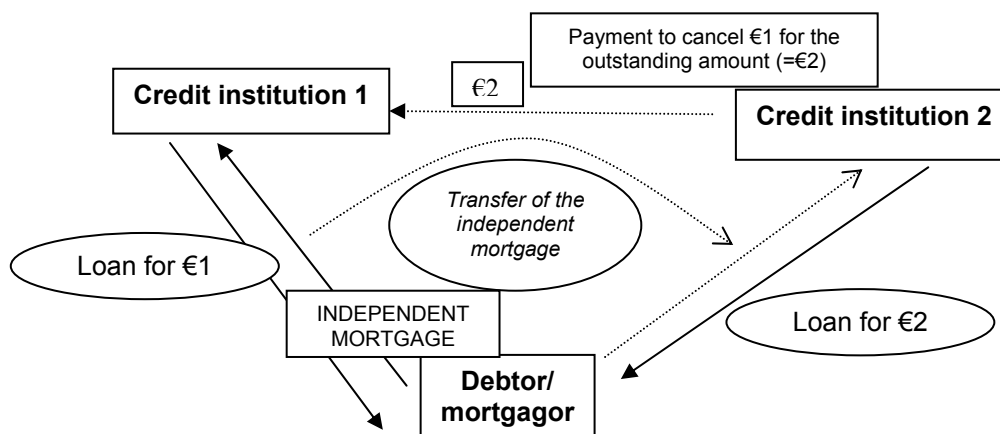 Payment to cancel €1 for the
outstanding amount (=€2)
€2
Credit institution 1
Credit institution 2
Transfer of the
independent
mortgage
Loan for €1
INDEPENDENT
MORTGAGE
Loan for €2
Debtor/
mortgagor